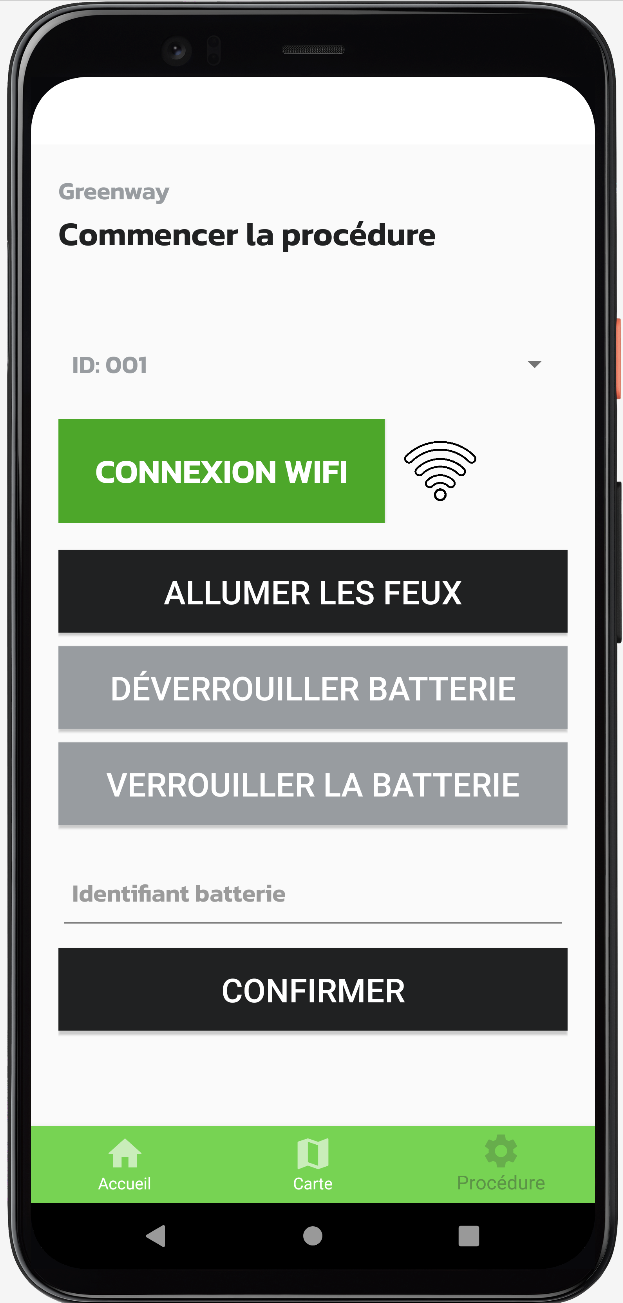 Greenway
Commencer la procédure
ID: 001
CONNEXION WIFI
ALLUMER LES FEUX
DÉVERROUILLER BATTERIE
VERROUILLER LA BATTERIE
Identifiant batterie
CONFIRMER
Accueil
Carte
Procédure